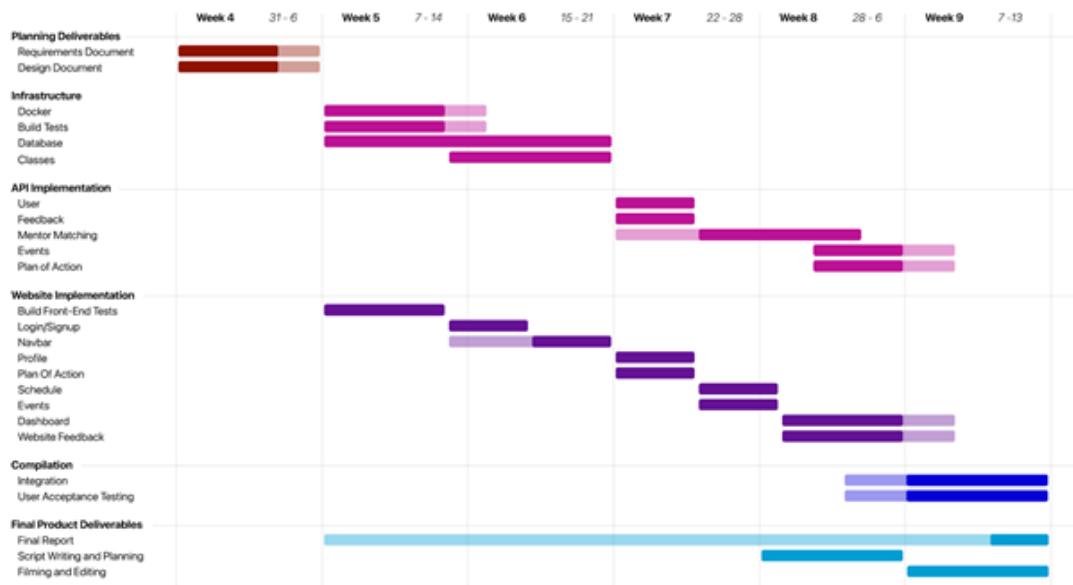 Week 4 31 - 6 Week 5 7 - 14 Week 6 15 - 21 Week 7 22 - 28 Week 8 28 - 6 Week 9 7 -13
Planning Deliverables
Requirements Document
Design Document
Infrastructure
Docker
Build Tests
Database
Classes
API Implementation
User
Feedback
Mentor Matching
Events
Plan of Action
Website Implementation
Build Front-End Tests
Login/Signup
Navbar
Profile
Plan Of Action
Schedule
Events
Dashboard
Website Feedback
Compilation
Integration
User Acceptance Testing
Final Product Deliverables
Final Report
Script Writing and Planning
Filming and Editing